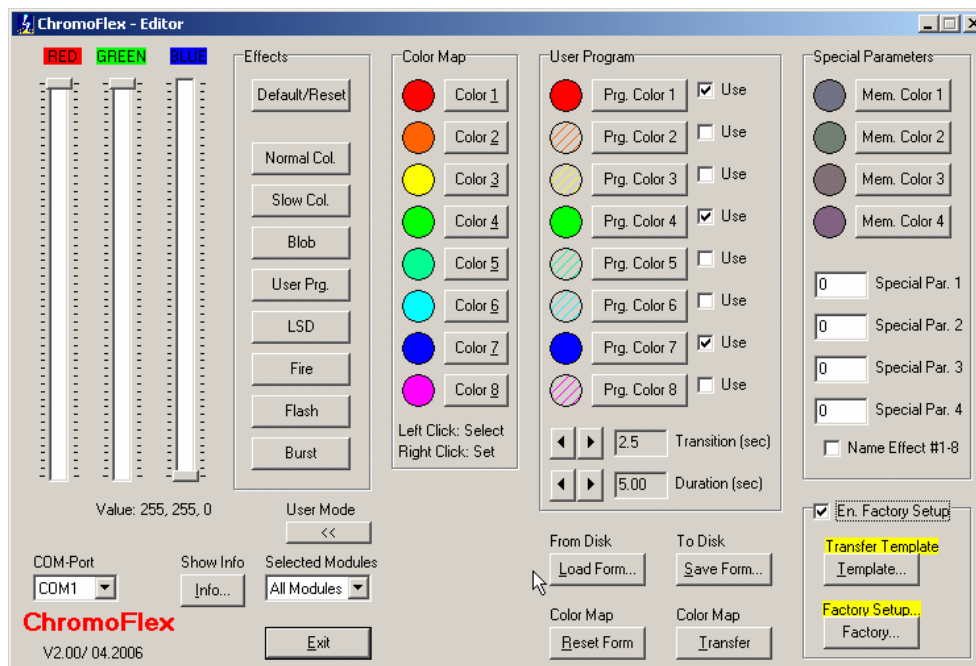 ChromoFlex - Editor
RED GREEN BLUE
Value: 255, 255, 0
Effects
Default/Reset
Normal Col.
Slow Col.
Blob
User Prg.
LSD
Fire
Flash
Burst
User Mode
<<
Color Map
Color 1
Color 2
Color 3
Color 4
Color 5
Color 6
Color 7
Color 8
Left Click: Select
Right Click: Set
User Program
Prg. Color 1 Use
Prg. Color 2 Use
Prg. Color 3 Use
Prg. Color 4 Use
Prg. Color 5 Use
Prg. Color 6 Use
Prg. Color 7 Use
Prg. Color 8 Use
2.5 Transition (sec)
5.00 Duration (sec)
Special Parameters
Mem. Color 1
Mem. Color 2
Mem. Color 3
Mem. Color 4
0 Special Par. 1
0 Special Par. 2
0 Special Par. 3
0 Special Par. 4
Name Effect #1-8
En. Factory Setup
Transfer Template
Template...
Factory Setup...
Factory...
COM-Port
COM1
Show Info
Info...
Selected Modules
All Modules
From Disk
Load Form...
To Disk
Save Form...
Color Map
Reset Form
Color Map
Transfer
ChromoFlex
V2.00/ 04.2006
Exit